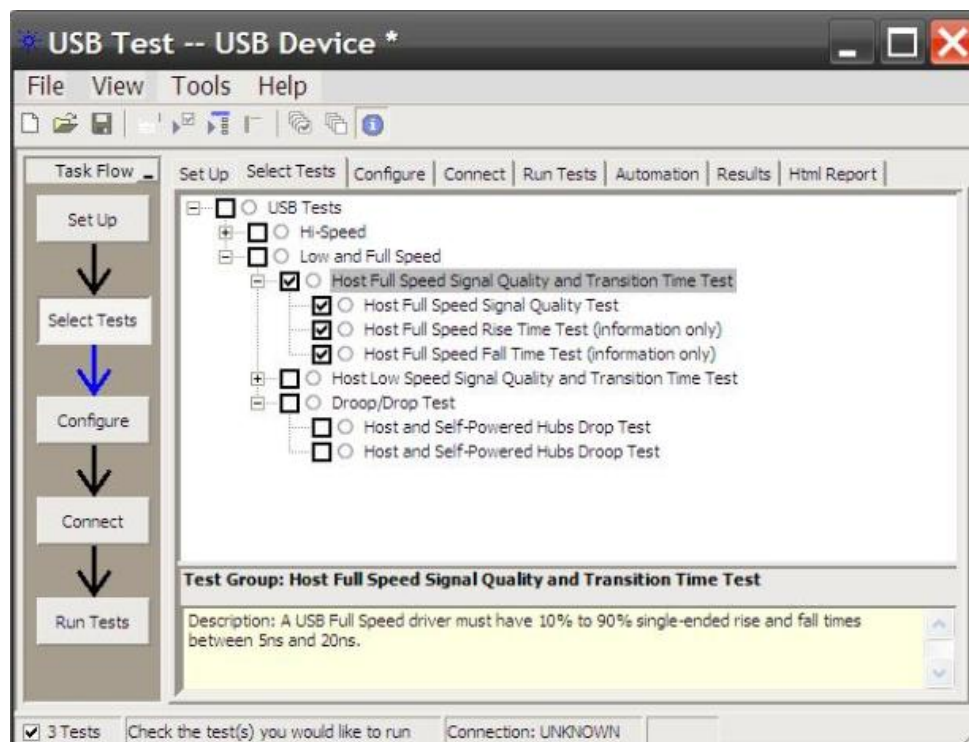 USB Test -- USB Device *
File View Tools Help
Task Flow
Set Up Select Tests Configure Connect Run Tests Automation Results Html Report
Set Up
Select Tests
Configure
Connect
Run Tests
USB Tests
Hi-Speed
Low and Full Speed
Host Full Speed Signal Quality and Transition Time Test
Host Full Speed Signal Quality Test
Host Full Speed Rise Time Test (information only)
Host Full Speed Fall Time Test (information only)
Host Low Speed Signal Quality and Transition Time Test
Droop/Drop Test
Host and Self-Powered Hubs Drop Test
Host and Self-Powered Hubs Droop Test
Test Group: Host Full Speed Signal Quality and Transition Time Test
Description: A USB Full Speed driver must have 10% to 90% single-ended rise and fall times
between 5ns and 20ns.
3 Tests Check the test(s) you would like to run Connection: UNKNOWN